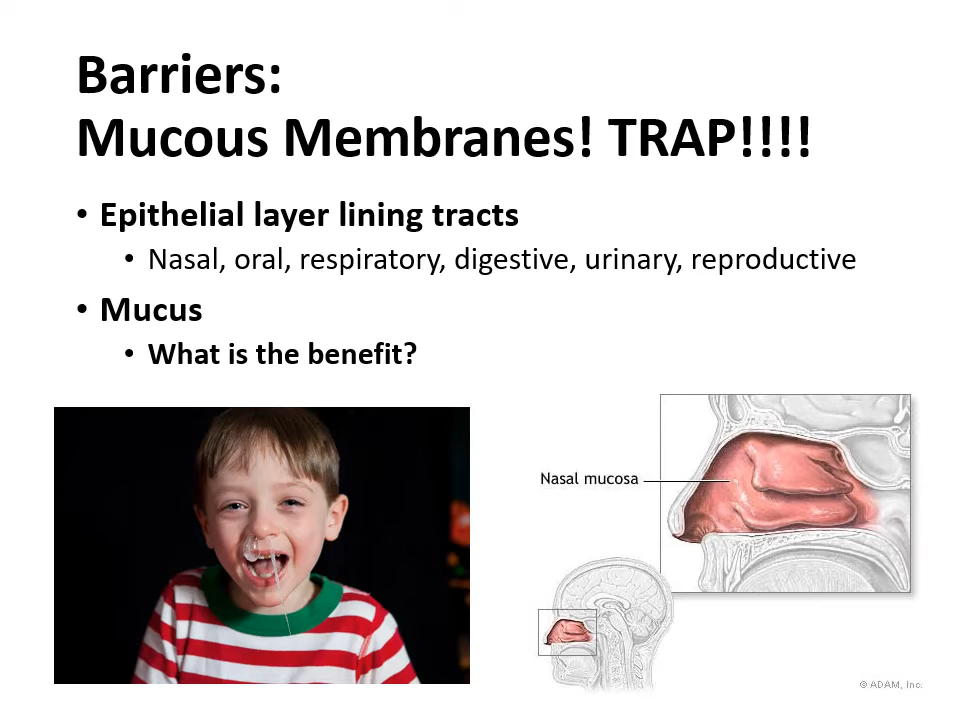 Barriers:
Mucous Membranes! TRAP!!!!
• Epithelial layer lining tracts
• Nasal, oral, respiratory, digestive, urinary, reproductive
• Mucus
• What is the benefit?
Nasal mucosa
© ADAM, Inc.